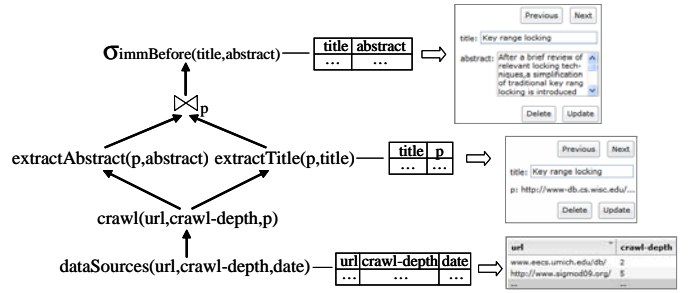 Previous Next
σimmBefore(title,abstract)
title abstract
... ...
title: Key range locking
abstract: After a brief review of
relevant locking tech-
niques,a simplification
of traditional key rang
locking is introduced
Delete Update
⋈p
extractAbstract(p,abstract) extractTitle(p,title)
title p
... ...
Previous Next
title: Key range locking
p: http://www-db.cs.wisc.edu/...
Delete Update
crawl(url,crawl-depth,p)
dataSources(url,crawl-depth,date)
url crawl-depth date
... ... ...
url crawl-depth
www.eecs.umich.edu/db/ 2
http://www.sigmod09.org/ 5
... ...